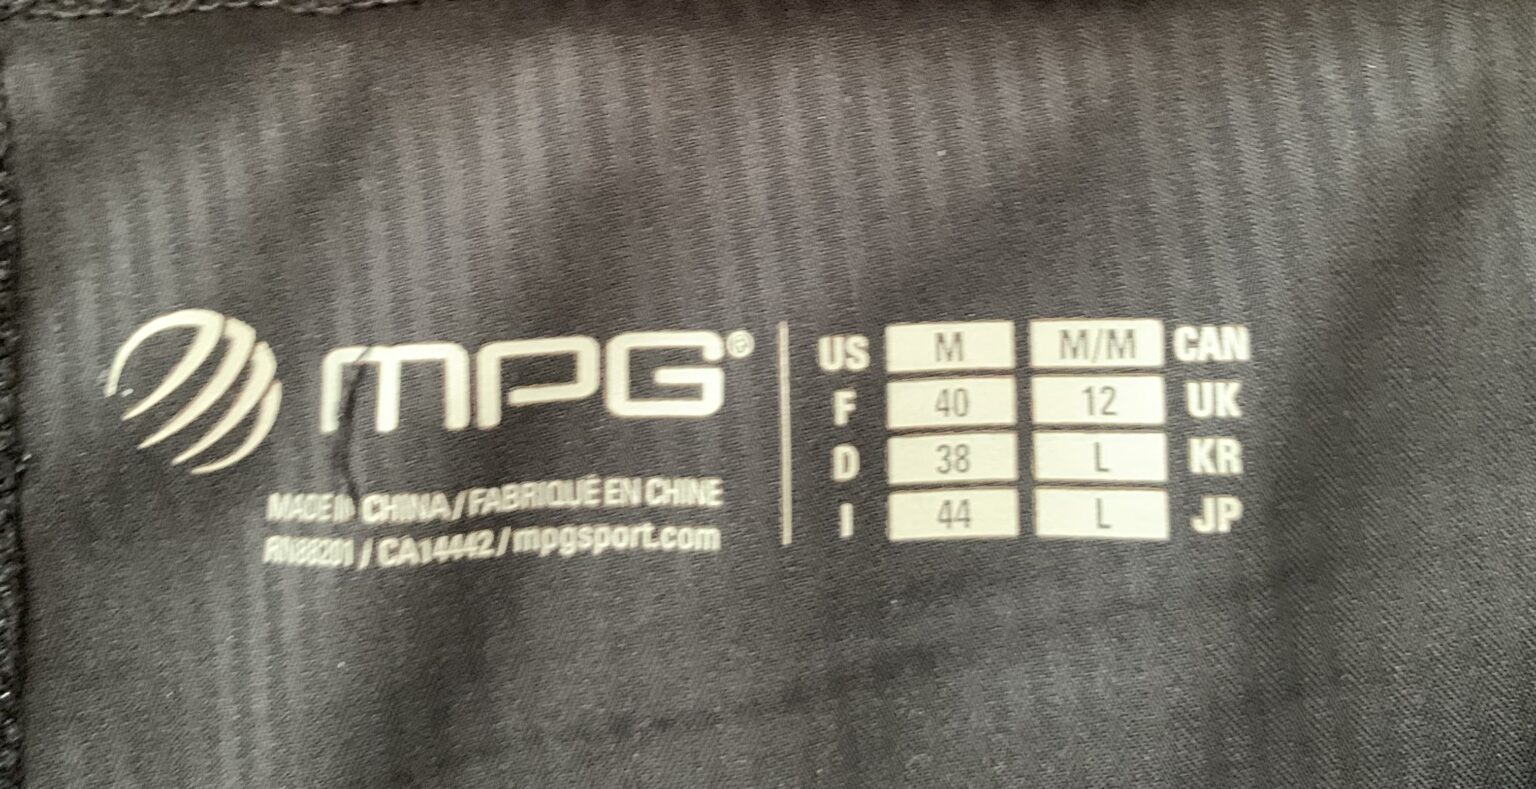 MPG®
MADE IN CHINA / FABRIQUÉ EN CHINE
/ CA14442 / mpgsport.com
US M M/M CAN
F 40 12 UK
D 38 L KR
I 44 L JP